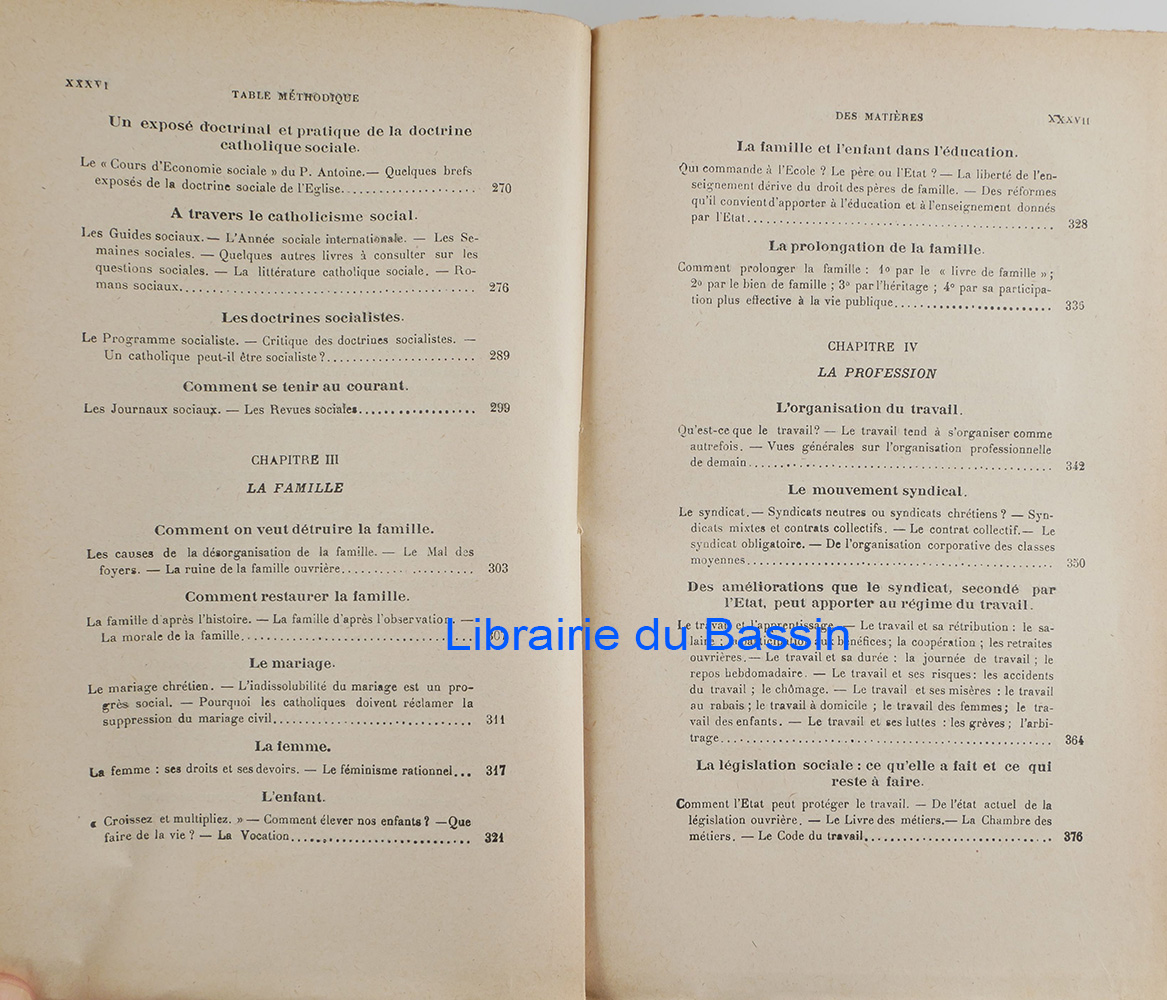 XXXVI
TABLE MÉTHODIQUE
Un exposé doctrinal et pratique de la doctrine
catholique sociale.
Le « Cours d'Economie sociale » du P. Antoine.— Quelques brefs
exposés de la doctrine sociale de l'Eglise..................... 270
A travers le catholicisme social.
Les Guides sociaux. — L'Année sociale internationale. — Les Se-
maines sociales. — Quelques autres livres à consulter sur les
questions sociales. — La littérature catholique sociale. — Ro-
mans sociaux............................................. 276
Les doctrines socialistes.
Le Programme socialiste. — Critique des doctrines socialistes. —
Un catholique peut-il être socialiste ?....................... 289
Comment se tenir au courant.
Les Journaux sociaux. — Les Revues sociales.................. 299
CHAPITRE III
LA FAMILLE
Comment on veut détruire la famille.
Les causes de la désorganisation de la famille. — Le Mal des
foyers. — La ruine de la famille ouvrière.................... 303
Comment restaurer la famille.
La famille d'après l'histoire. — La famille d'après l'observation. —
La morale de la famille...................................
Le mariage.
Le mariage chrétien. — L'indissolubilité du mariage est un pro-
grès social. — Pourquoi les catholiques doivent réclamer la
suppression du mariage civil.............................. 311
La femme.
La femme : ses droits et ses devoirs. — Le féminisme rationnel... 317
L'enfant.
« Croissez et multipliez. » — Comment élever nos enfants ? —Que
faire de la vie ? — La Vocation............................ 321
DES MATIÈRES
XXXVII
La famille et l'enfant dans l'éducation.
Qui commande à l'Ecole ? Le père ou l'Etat ? — La liberté de l'en-
seignement dérive du droit des pères de famille. — Des réformes
qu'il convient d'apporter à l'éducation et à l'enseignement donnés
par l'Etat............................................... 328
La prolongation de la famille.
Comment prolonger la famille : 1º par le « livre de famille » ;
2º par le bien de famille ; 3º par l'héritage ; 4º par sa participa-
tion plus effective à la vie publique........................ 336
CHAPITRE IV
LA PROFESSION
L'organisation du travail.
Qu'est-ce que le travail? — Le travail tend à s'organiser comme
autrefois. — Vues générales sur l'organisation professionnelle
de demain............................................... 342
Le mouvement syndical.
Le syndicat. — Syndicats neutres ou syndicats chrétiens ? — Syn-
dicats mixtes et contrats collectifs. — Le contrat collectif.— Le
syndicat obligatoire. — De l'organisation corporative des classes
moyennes................................................ 350
Des améliorations que le syndicat, secondé par
l'Etat, peut apporter au régime du travail.
Le travail et l'apprentissage. — Le travail et sa rétribution : le sa-
laire ; la participation aux bénéfices; la coopération ; les retraites
ouvrières. — Le travail et sa durée : la journée de travail ; le
repos hebdomadaire. — Le travail et ses risques: les accidents
du travail ; le chômage. — Le travail et ses misères : le travail
au rabais ; le travail à domicile ; le travail des femmes; le tra-
vail des enfants. — Le travail et ses luttes : les grèves; l'arbi-
trage................................................... 364
La législation sociale : ce qu'elle a fait et ce qui
reste à faire.
Comment l'Etat peut protéger le travail. — De l'état actuel de la
législation ouvrière. — Le Livre des métiers.— La Chambre des
métiers. — Le Code du travail............................. 376
Librairie du Bassin